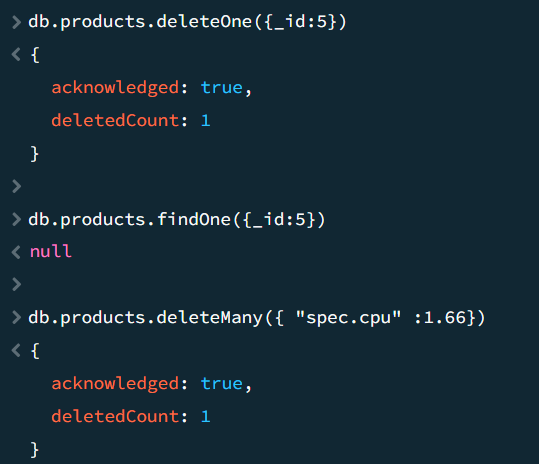 > db.products.deleteOne({_id:5})
< {
acknowledged: true,
deletedCount: 1
}
>
> db.products.findOne({_id:5})
< null
>
> db.products.deleteMany({ "spec.cpu" :1.66})
< {
acknowledged: true,
deletedCount: 1
}